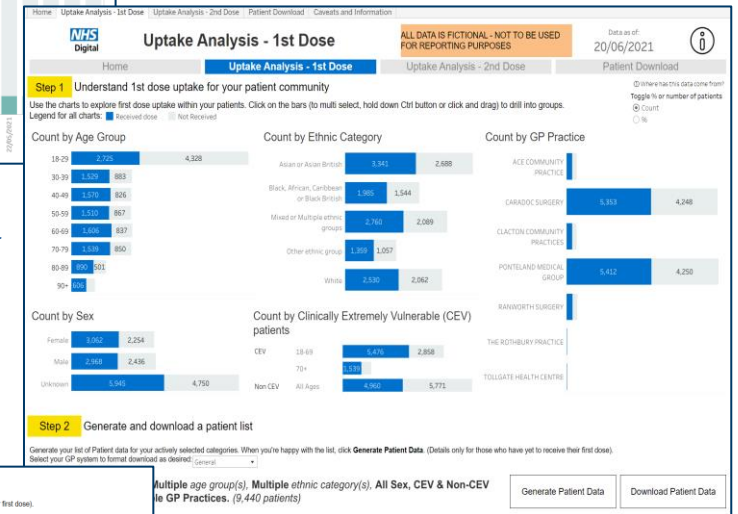 Home Uptake Analysis - 1st Dose Uptake Analysis - 2nd Dose Patient Download Caveats and Information
NHS
Digital
Uptake Analysis - 1st Dose
ALL DATA IS FICTIONAL - NOT TO BE USED
FOR REPORTING PURPOSES
Data as of:
20/06/2021
i
Home Uptake Analysis - 1st Dose Uptake Analysis - 2nd Dose Patient Download
Step 1 Understand 1st dose uptake for your patient community
Where has this data come from?
Use the charts to explore first dose uptake within your patients. Click on the bars (to multi select, hold down Ctrl button or click and drag) to drill into groups.
Legend for all charts: Received dose Not Received
Toggle % or number of patients
Count
%
Count by Age Group
18-29 2,725 4,328
30-39 1,529 883
40-49 1,570 826
50-59 1,510 867
60-69 1,606 837
70-79 1,539 850
80-89 890 501
90+ 606
Count by Ethnic Category
Asian or Asian British 3,341 2,688
Black, African, Caribbean
or Black British 1,985 1,544
Mixed or Multiple ethnic
groups 2,760 2,089
Other ethnic group 1,359 1,057
White 2,530 2,062
Count by GP Practice
ACE COMMUNITY
PRACTICE
CARADOC SURGERY 5,353 4,248
CLACTON COMMUNITY
PRACTICES
PONTELAND MEDICAL
GROUP 5,412 4,250
RANWORTH SURGERY
THE ROTHBURY PRACTICE
TOLLGATE HEALTH CENTRE
Count by Sex
Female 3,062 2,254
Male 2,968 2,436
Unknown 5,945 4,750
Count by Clinically Extremely Vulnerable (CEV)
patients
CEV 18-69 5,476 2,858
70+ 1,539
Non CEV All Ages 4,960 5,771
Step 2 Generate and download a patient list
Generate your list of Patient data for your actively selected categories. When you're happy with the list, click Generate Patient Data. (Details only for those who have yet to receive their first dose).
Select your GP system to format download as desired: General
Multiple age group(s), Multiple ethnic category(s), All Sex, CEV & Non-CEV
le GP Practices. (9,440 patients)
Generate Patient Data
Download Patient Data
first dose).
22/05/2021